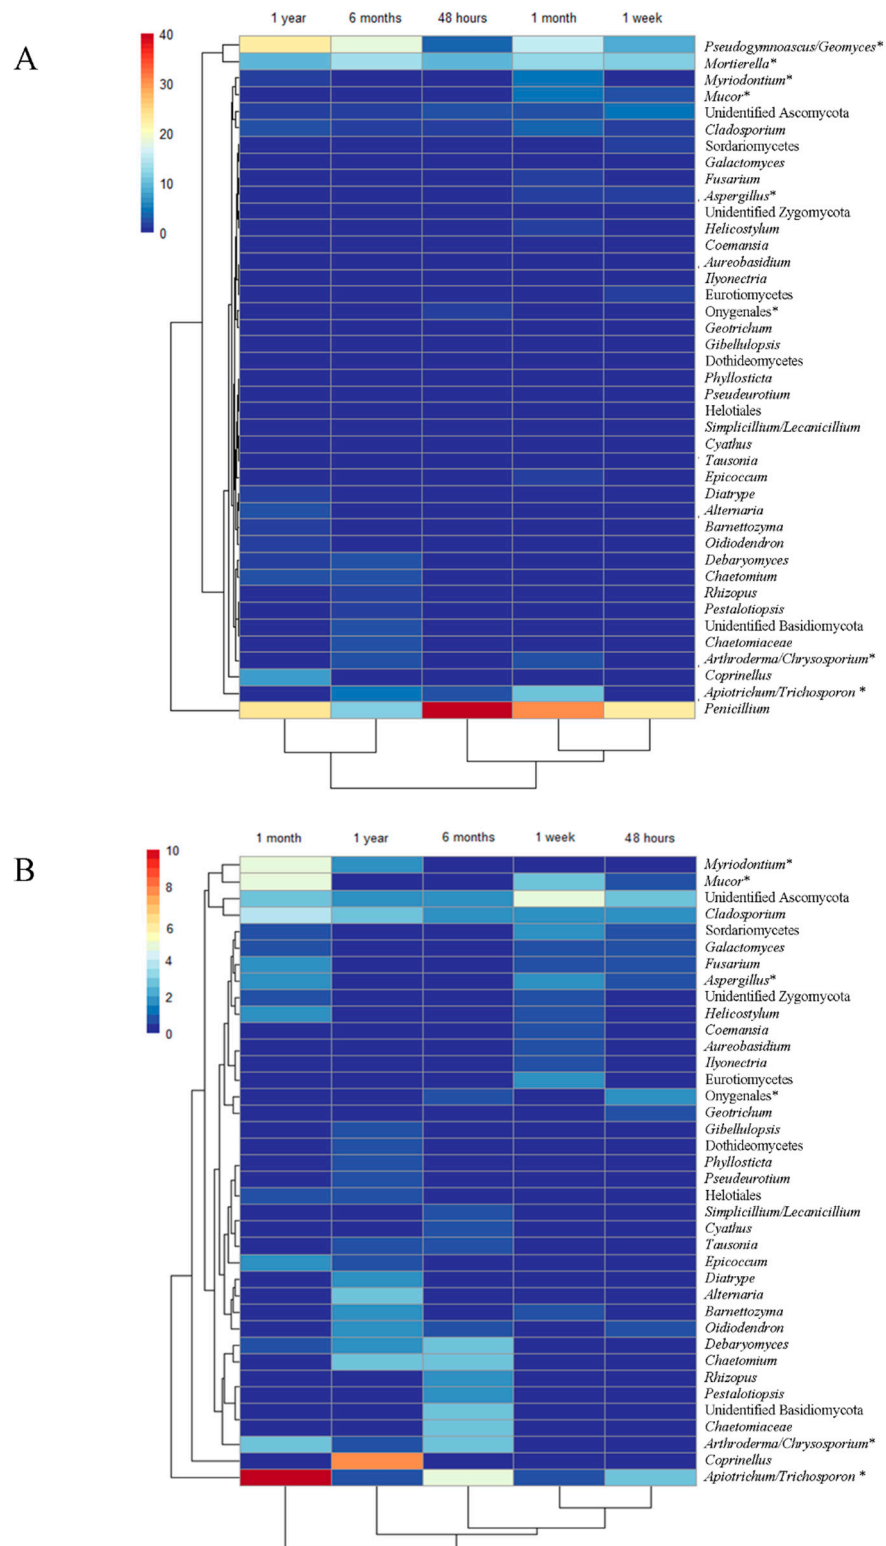 A
1 year 6 months 48 hours 1 month 1 week
40
30
20
10
0
Pseudogymnoascus/Geomyces*
Mortierella*
Myriodontium*
Mucor*
Unidentified Ascomycota
Cladosporium
Sordariomycetes
Galactomyces
Fusarium
Aspergillus*
Unidentified Zygomycota
Helicostylum
Coemansia
Aureobasidium
Ilyonectria
Eurotiomycetes
Onygenales*
Geotrichum
Gibellulopsis
Dothideomycetes
Phyllosticta
Pseudeurotium
Helotiales
Simplicillium/Lecanicillium
Cyathus
Tausonia
Epicoccum
Diatrype
Alternaria
Barnettozyma
Oidiodendron
Debaryomyces
Chaetomium
Rhizopus
Pestalotiopsis
Unidentified Basidiomycota
Chaetomiaceae
Arthroderma/Chrysosporium*
Coprinellus
Apiotrichum/Trichosporon *
Penicillium
B
1 month 1 year 6 months 1 week 48 hours
10
8
6
4
2
0
Myriodontium*
Mucor*
Unidentified Ascomycota
Cladosporium
Sordariomycetes
Galactomyces
Fusarium
Aspergillus*
Unidentified Zygomycota
Helicostylum
Coemansia
Aureobasidium
Ilyonectria
Eurotiomycetes
Onygenales*
Geotrichum
Gibellulopsis
Dothideomycetes
Phyllosticta
Pseudeurotium
Helotiales
Simplicillium/Lecanicillium
Cyathus
Tausonia
Epicoccum
Diatrype
Alternaria
Barnettozyma
Oidiodendron
Debaryomyces
Chaetomium
Rhizopus
Pestalotiopsis
Unidentified Basidiomycota
Chaetomiaceae
Arthroderma/Chrysosporium*
Coprinellus
Apiotrichum/Trichosporon *